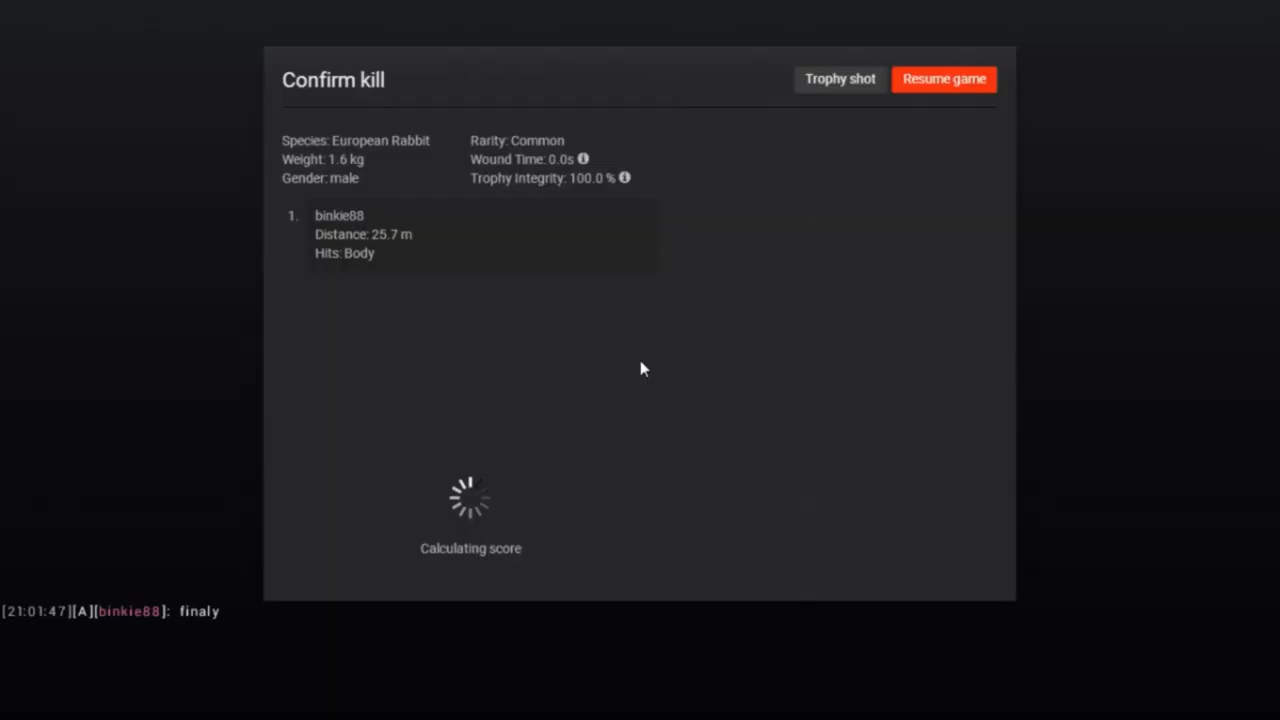 Confirm kill
Trophy shot
Resume game
Species: European Rabbit
Weight: 1.6 kg
Gender: male
Rarity: Common
Wound Time: 0.0s
Trophy Integrity: 100.0 %
1.
binkie88
Distance: 25.7 m
Hits: Body
Calculating score
[21:01:47][A][binkie88]: finaly